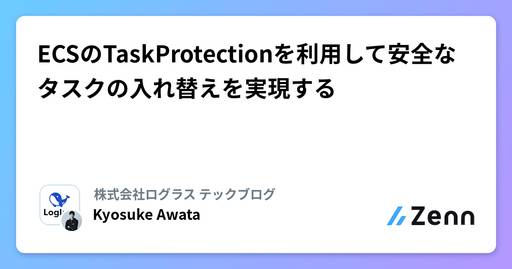 ECSのTaskProtectionを利用して安全な
タスクの入れ替えを実現する
株式会社ログラス テックブログ
Kyosuke Awata
Zenn